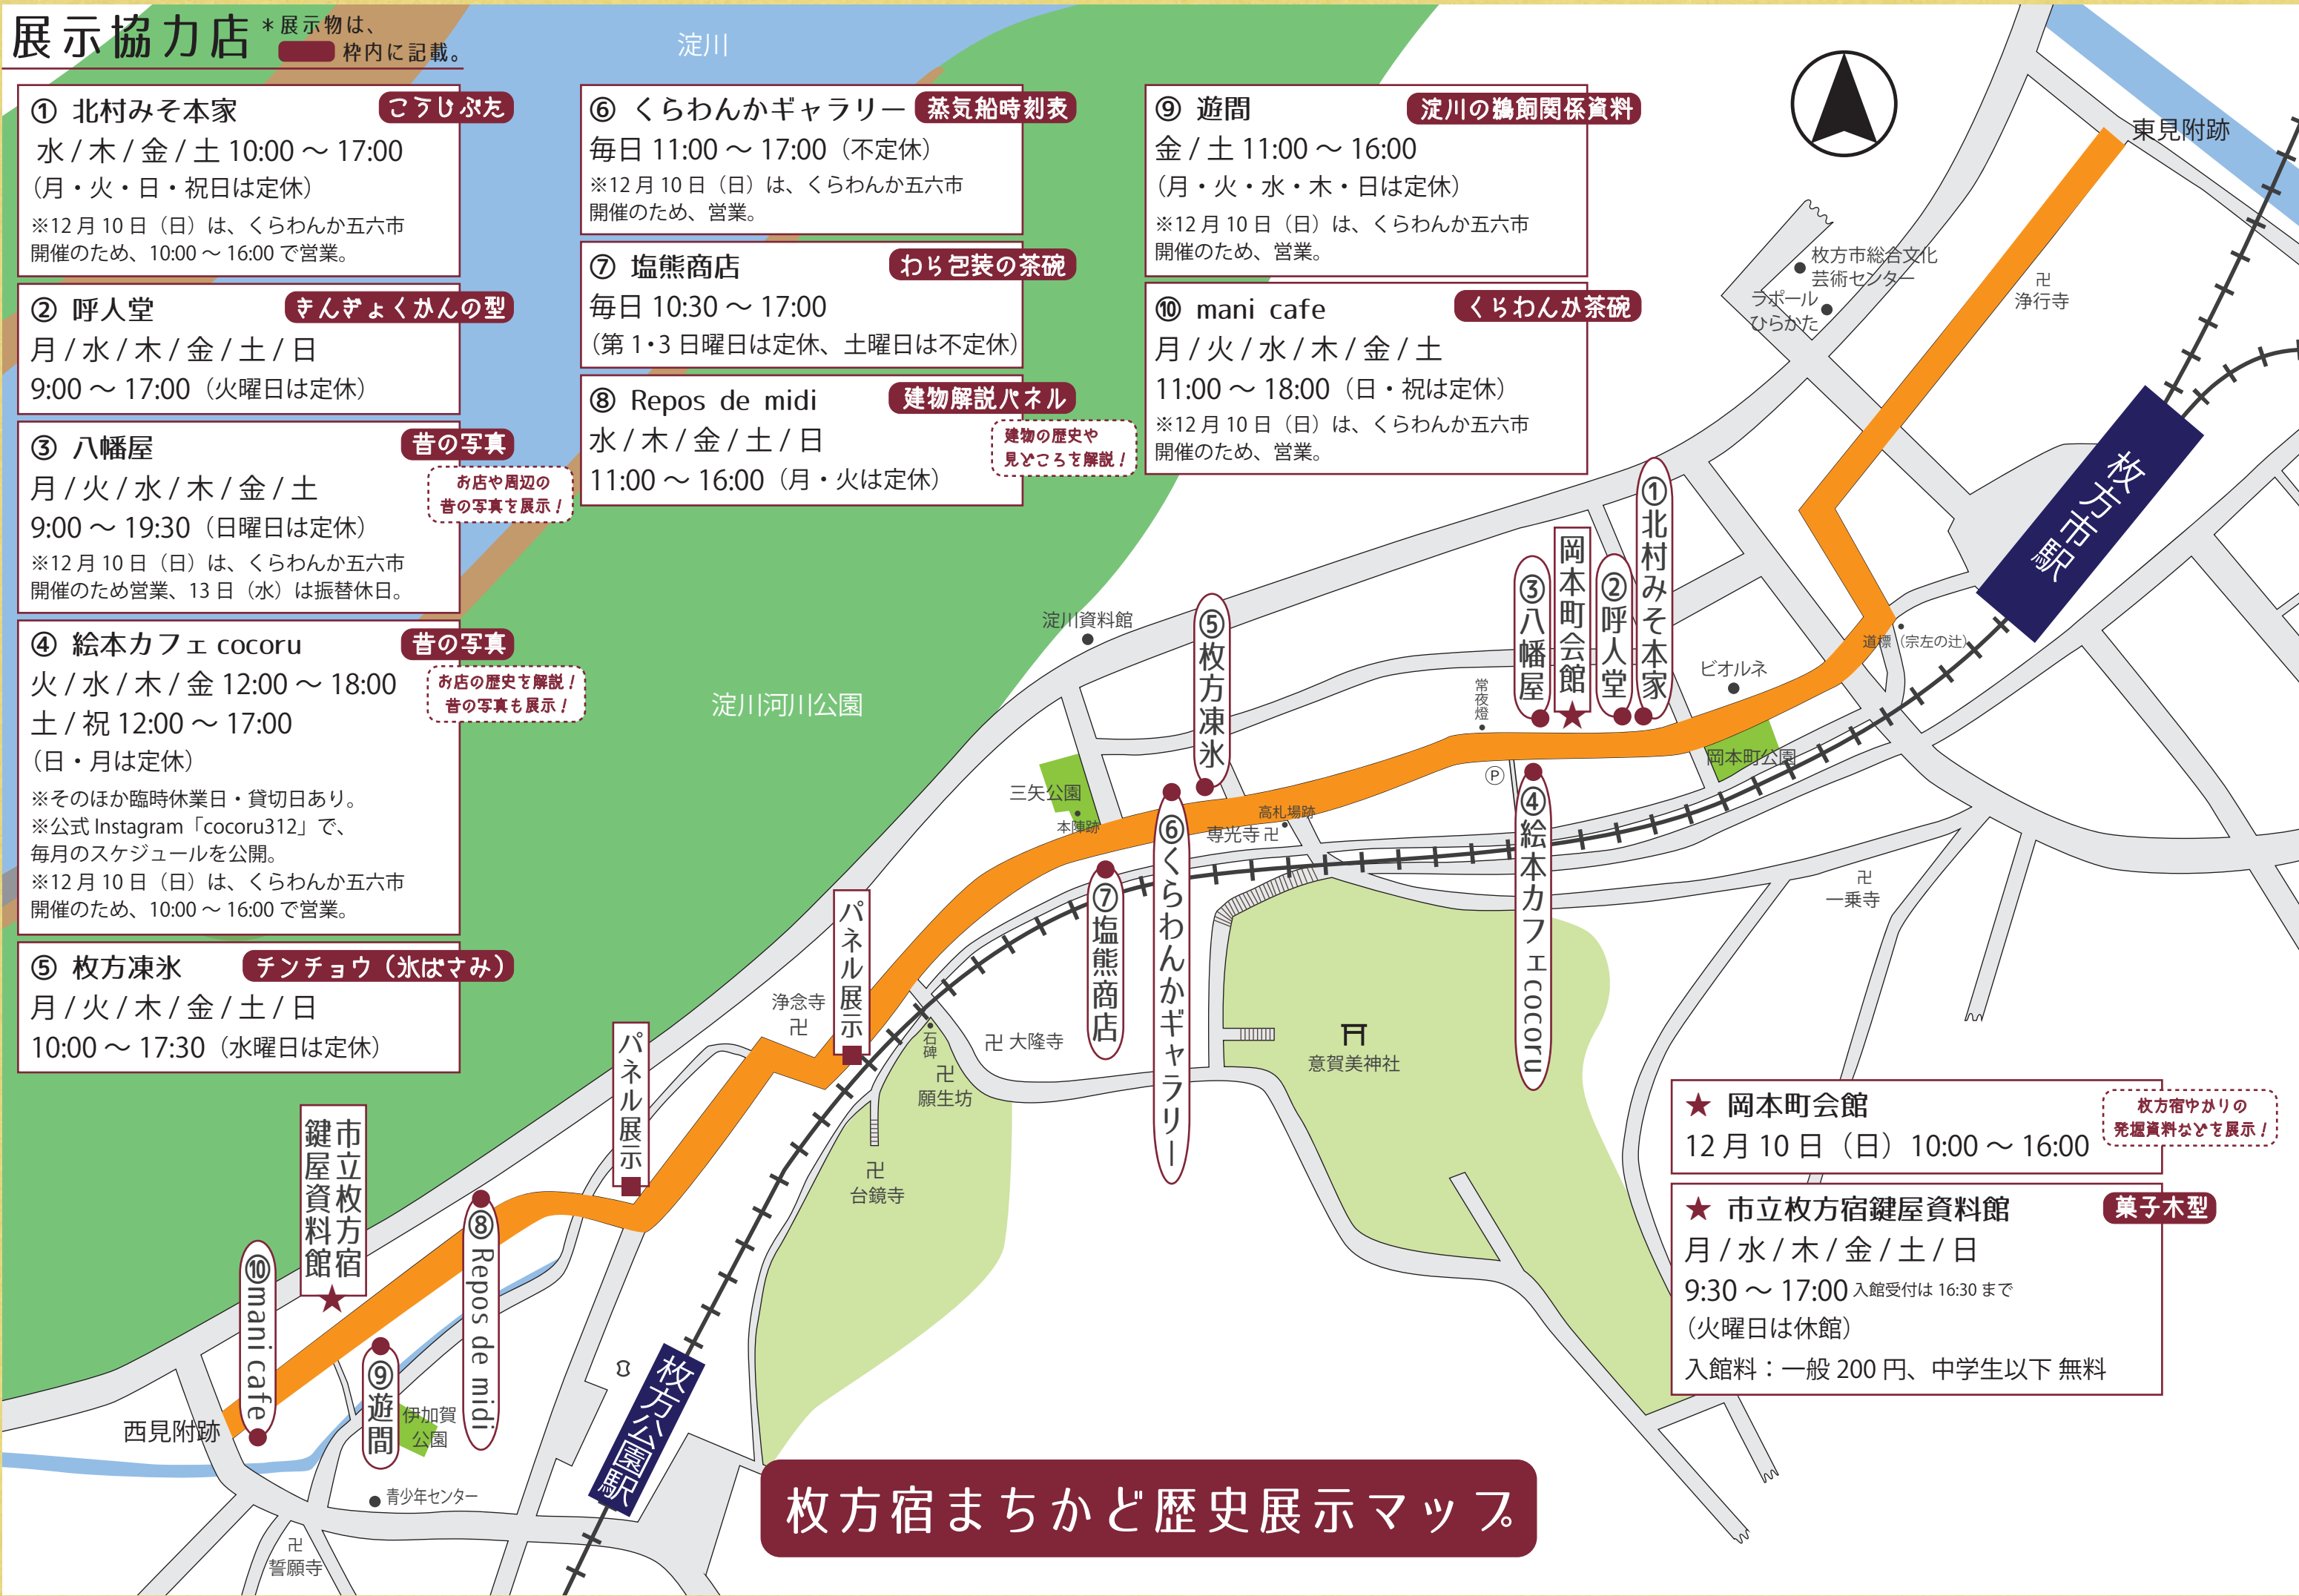 展示協力店
＊展示物は、
枠内に記載。
① 北村みそ本家
こうじぶた
水 / 木 / 金 / 土 10:00 ～ 17:00
（月・火・日・祝日は定休）
※12 月 10 日（日）は、くらわんか五六市
開催のため、10:00 ～ 16:00 で営業。
② 呼人堂
きんぎょくかんの型
月 / 水 / 木 / 金 / 土 / 日
9:00 ～ 17:00（火曜日は定休）
③ 八幡屋
昔の写真
月 / 火 / 水 / 木 / 金 / 土
お店や周辺の
昔の写真を展示！
9:00 ～ 19:30（日曜日は定休）
※12 月 10 日（日）は、くらわんか五六市
開催のため営業、13 日（水）は振替休日。
④ 絵本カフェ cocoru
昔の写真
火 / 水 / 木 / 金 12:00 ～ 18:00
お店の歴史を解説！
昔の写真も展示！
土 / 祝 12:00 ～ 17:00
（日・月は定休）
※そのほか臨時休業日・貸切日あり。
※公式 Instagram「cocoru312」で、
毎月のスケジュールを公開。
※12 月 10 日（日）は、くらわんか五六市
開催のため、10:00 ～ 16:00 で営業。
⑤ 枚方凍氷
チンチョウ（氷ばさみ）
月 / 火 / 木 / 金 / 土 / 日
10:00 ～ 17:30（水曜日は定休）
⑥ くらわんかギャラリー
蒸気船時刻表
毎日 11:00 ～ 17:00（不定休）
※12 月 10 日（日）は、くらわんか五六市
開催のため、営業。
⑦ 塩熊商店
わら包装の茶碗
毎日 10:30 ～ 17:00
（第 1・3 日曜日は定休、土曜日は不定休）
⑧ Repos de midi
建物解説パネル
水 / 木 / 金 / 土 / 日
建物の歴史や
見どころを解説！
11:00 ～ 16:00（月・火は定休）
⑨ 遊間
淀川の鵜飼関係資料
金 / 土 11:00 ～ 16:00
（月・火・水・木・日は定休）
※12 月 10 日（日）は、くらわんか五六市
開催のため、営業。
⑩ mani cafe
くらわんか茶碗
月 / 火 / 水 / 木 / 金 / 土
11:00 ～ 18:00（日・祝は定休）
※12 月 10 日（日）は、くらわんか五六市
開催のため、営業。
淀川
東見附跡
枚方市総合文化
芸術センター
ラポール
ひらかた
卍
浄行寺
枚方市駅
道標（宗左の辻）
ビオルネ
岡本町公園
①北村みそ本家
②呼人堂
岡本町会館
③八幡屋
常夜燈
Ⓟ
④絵本カフェcocoru
淀川資料館
⑤枚方凍氷
淀川河川公園
三矢公園
本陣跡
高札場跡
専光寺 卍
⑥くらわんかギャラリー
⑦塩熊商店
卍
一乗寺
意賀美神社
パネル展示
浄念寺
卍
石碑
卍 大隆寺
卍
願生坊
卍
台鏡寺
パネル展示
市立枚方宿
鍵屋資料館
⑧Repos de midi
⑩mani cafe
⑨遊間
伊加賀
公園
西見附跡
枚方公園駅
青少年センター
卍
誓願寺
★ 岡本町会館
12 月 10 日（日）10:00 ～ 16:00
枚方宿ゆかりの
発掘資料などを展示！
★ 市立枚方宿鍵屋資料館
菓子木型
月 / 水 / 木 / 金 / 土 / 日
9:30 ～ 17:00 入館受付は 16:30 まで
（火曜日は休館）
入館料：一般 200 円、中学生以下 無料
枚方宿まちかど歴史展示マップ